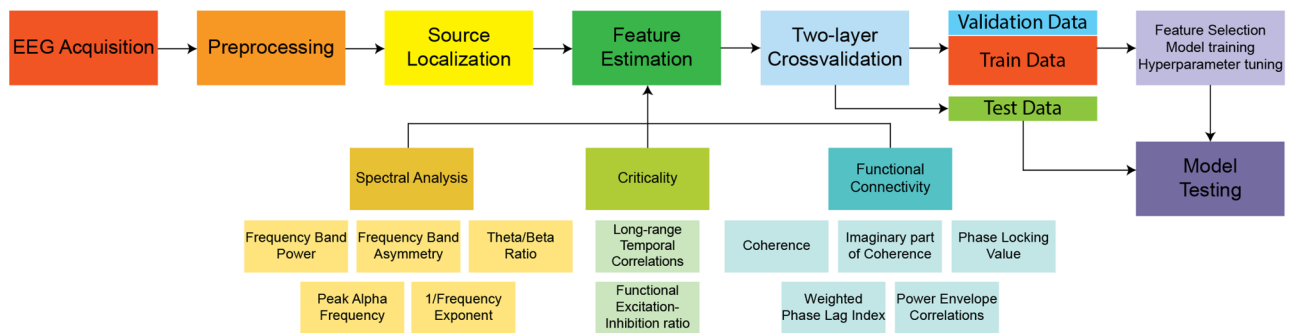 EEG Acquisition
Preprocessing
Source
Localization
Feature
Estimation
Two-layer
Crossvalidation
Validation Data
Train Data
Test Data
Feature Selection
Model training
Hyperparameter tuning
Model
Testing
Spectral Analysis
Criticality
Functional
Connectivity
Frequency Band
Power
Frequency Band
Asymmetry
Theta/Beta
Ratio
Peak Alpha
Frequency
1/Frequency
Exponent
Long-range
Temporal
Correlations
Functional
Excitation-
Inhibition ratio
Coherence
Imaginary part
of Coherence
Phase Locking
Value
Weighted
Phase Lag Index
Power Envelope
Correlations